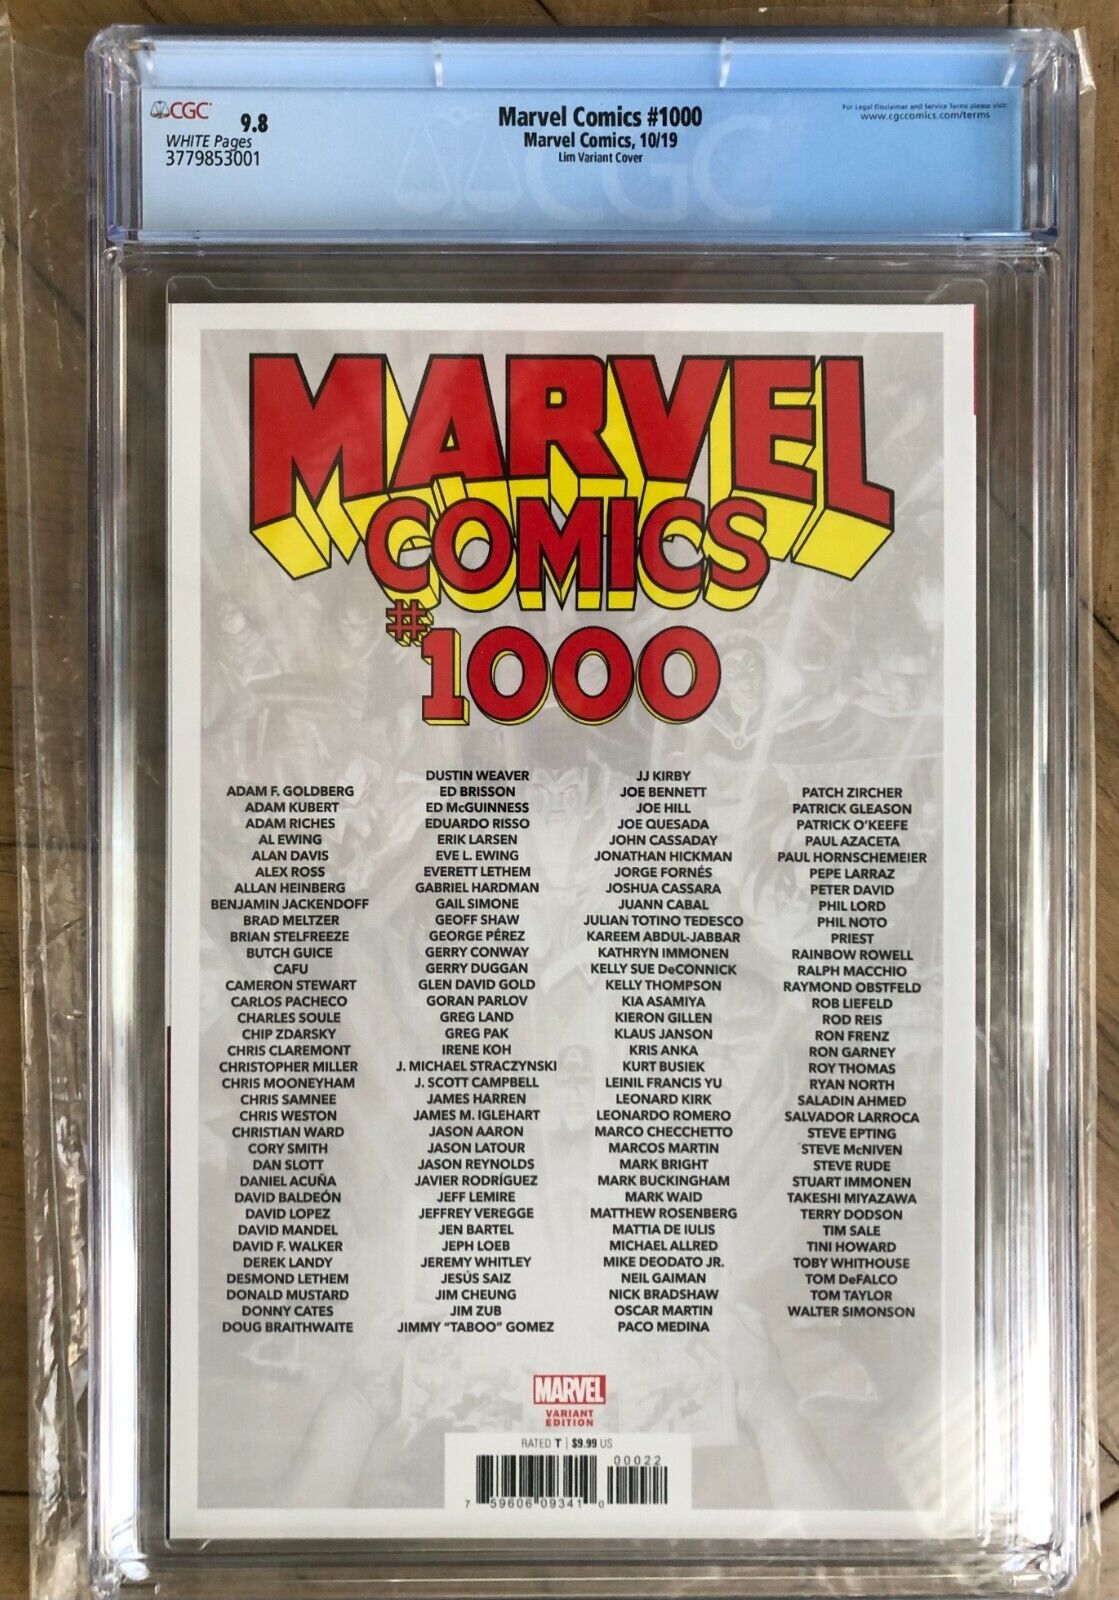 CGC
9.8
WHITE Pages
3779853001
Marvel Comics #1000
Marvel Comics, 10/19
Lim Variant Cover
For Legal Disclaimer and Service Terms please visit:
www.cgccomics.com/terms
CGC
MARVEL
COMICS
#1000
ADAM F. GOLDBERG
ADAM KUBERT
ADAM RICHES
AL EWING
ALAN DAVIS
ALEX ROSS
ALLAN HEINBERG
BENJAMIN JACKENDOFF
BRAD MELTZER
BRIAN STELFREEZE
BUTCH GUICE
CAFU
CAMERON STEWART
CARLOS PACHECO
CHARLES SOULE
CHIP ZDARSKY
CHRIS CLAREMONT
CHRISTOPHER MILLER
CHRIS MOONEYHAM
CHRIS SAMNEE
CHRIS WESTON
CHRISTIAN WARD
CORY SMITH
DAN SLOTT
DANIEL ACUÑA
DAVID BALDEÓN
DAVID LOPEZ
DAVID MANDEL
DAVID F. WALKER
DEREK LANDY
DESMOND LETHEM
DONALD MUSTARD
DONNY CATES
DOUG BRAITHWAITE
DUSTIN WEAVER
ED BRISSON
ED McGUINNESS
EDUARDO RISSO
ERIK LARSEN
EVE L. EWING
EVERETT LETHEM
GABRIEL HARDMAN
GAIL SIMONE
GEOFF SHAW
GEORGE PÉREZ
GERRY CONWAY
GERRY DUGGAN
GLEN DAVID GOLD
GORAN PARLOV
GREG LAND
GREG PAK
IRENE KOH
J. MICHAEL STRACZYNSKI
J. SCOTT CAMPBELL
JAMES HARREN
JAMES M. IGLEHART
JASON AARON
JASON LATOUR
JASON REYNOLDS
JAVIER RODRÍGUEZ
JEFF LEMIRE
JEFFREY VEREGGE
JEN BARTEL
JEPH LOEB
JEREMY WHITLEY
JESÚS SAIZ
JIM CHEUNG
JIM ZUB
JIMMY "TABOO" GOMEZ
JJ KIRBY
JOE BENNETT
JOE HILL
JOE QUESADA
JOHN CASSADAY
JONATHAN HICKMAN
JORGE FORNÉS
JOSHUA CASSARA
JUANN CABAL
JULIAN TOTINO TEDESCO
KAREEM ABDUL-JABBAR
KATHRYN IMMONEN
KELLY SUE DeCONNICK
KELLY THOMPSON
KIA ASAMIYA
KIERON GILLEN
KLAUS JANSON
KRIS ANKA
KURT BUSIEK
LEINIL FRANCIS YU
LEONARD KIRK
LEONARDO ROMERO
MARCO CHECCHETTO
MARCOS MARTIN
MARK BRIGHT
MARK BUCKINGHAM
MARK WAID
MATTHEW ROSENBERG
MATTIA DE IULIS
MICHAEL ALLRED
MIKE DEODATO JR.
NEIL GAIMAN
NICK BRADSHAW
OSCAR MARTIN
PACO MEDINA
PATCH ZIRCHER
PATRICK GLEASON
PATRICK O'KEEFE
PAUL AZACETA
PAUL HORNSCHEMEIER
PEPE LARRAZ
PETER DAVID
PHIL LORD
PHIL NOTO
PRIEST
RAINBOW ROWELL
RALPH MACCHIO
RAYMOND OBSTFELD
ROB LIEFELD
ROD REIS
RON FRENZ
RON GARNEY
ROY THOMAS
RYAN NORTH
SALADIN AHMED
SALVADOR LARROCA
STEVE EPTING
STEVE McNIVEN
STEVE RUDE
STUART IMMONEN
TAKESHI MIYAZAWA
TERRY DODSON
TIM SALE
TINI HOWARD
TOBY WHITHOUSE
TOM DeFALCO
TOM TAYLOR
WALTER SIMONSON
MARVEL
VARIANT
EDITION
RATED T | $9.99 US
00022
7 59606 09341 0